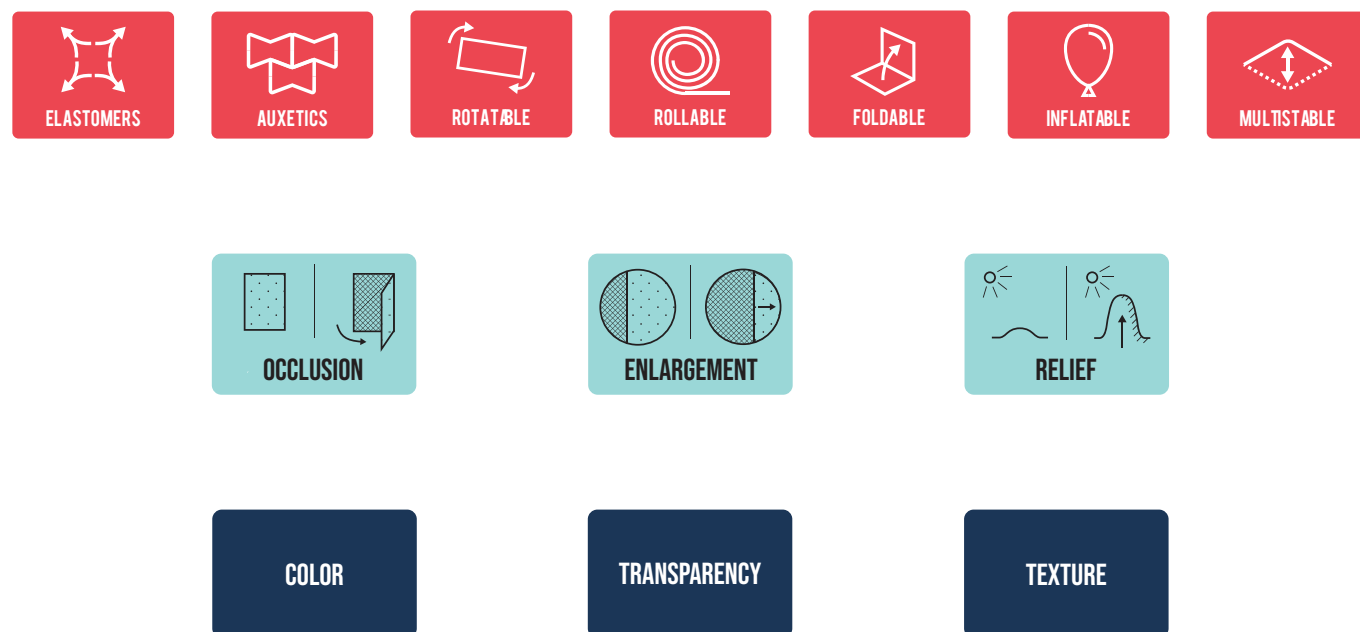 ELASTOMERS
AUXETICS
ROTATABLE
ROLLABLE
FOLDABLE
INFLATABLE
MULTISTABLE
OCCLUSION
ENLARGEMENT
RELIEF
COLOR
TRANSPARENCY
TEXTURE